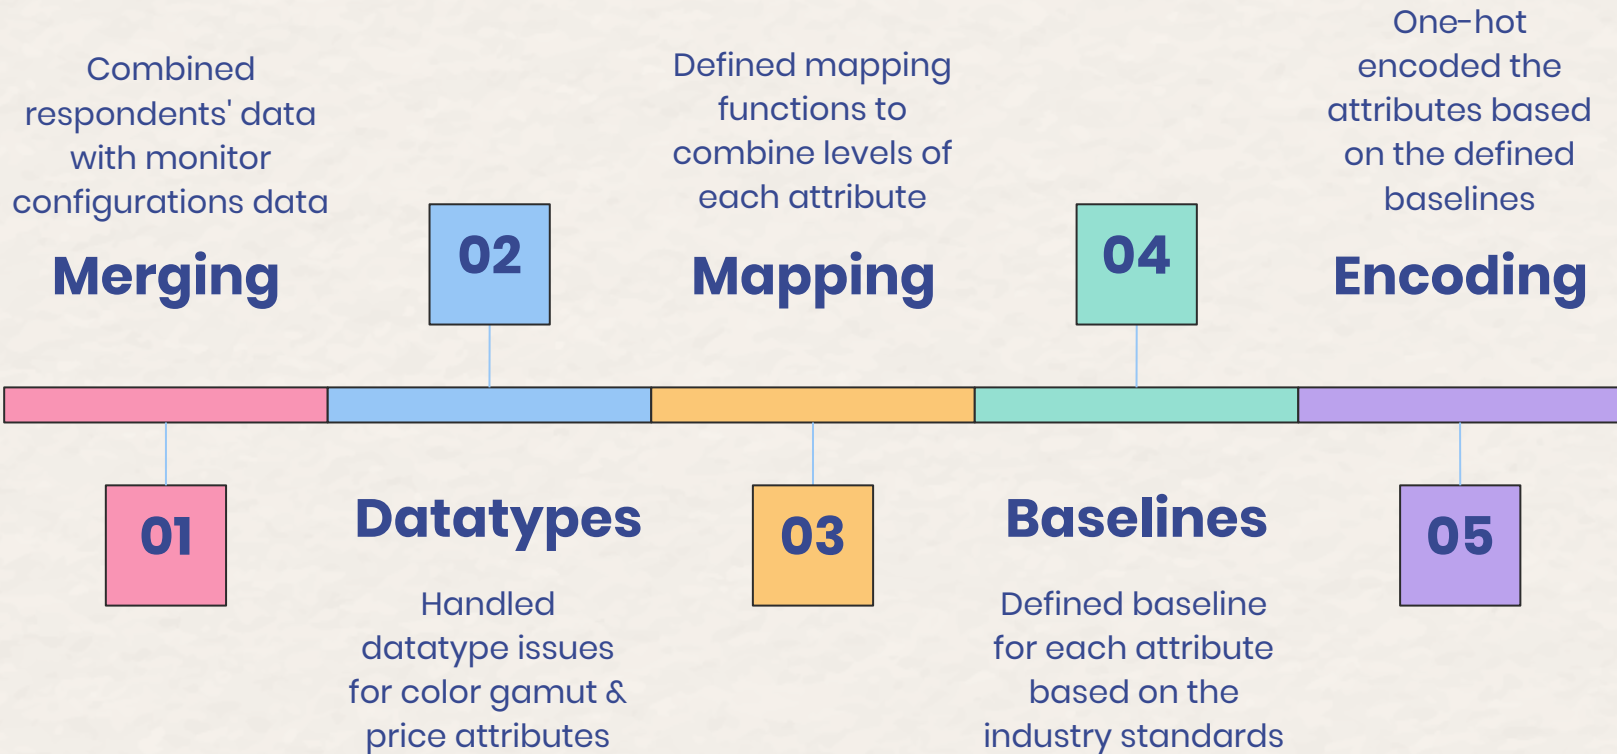 Combined
respondents' data
with monitor
configurations data
Merging
01
02
Datatypes
Handled
datatype issues
for color gamut &
price attributes
Defined mapping
functions to
combine levels of
each attribute
Mapping
03
04
Baselines
Defined baseline
for each attribute
based on the
industry standards
One-hot
encoded the
attributes based
on the defined
baselines
Encoding
05